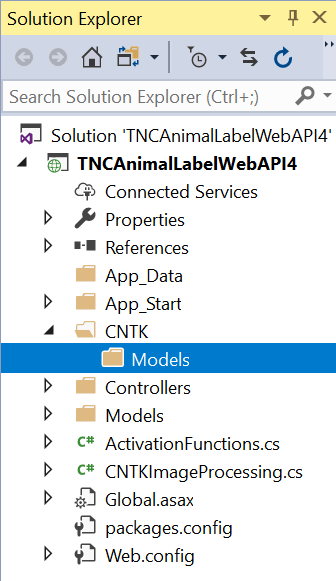 Solution Explorer
Search Solution Explorer (Ctrl+;)
Solution 'TNCAnimalLabelWebAPI4'
TNCAnimalLabelWebAPI4
Connected Services
Properties
References
App_Data
App_Start
CNTK
Models
Controllers
Models
C# ActivationFunctions.cs
C# CNTKImageProcessing.cs
Global.asax
packages.config
Web.config